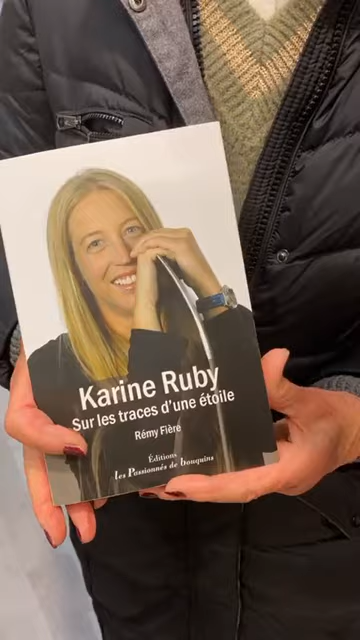 Karine Ruby
Sur les traces d'une étoile
Rémy Fière
Éditions
les Passionnés de bouquins